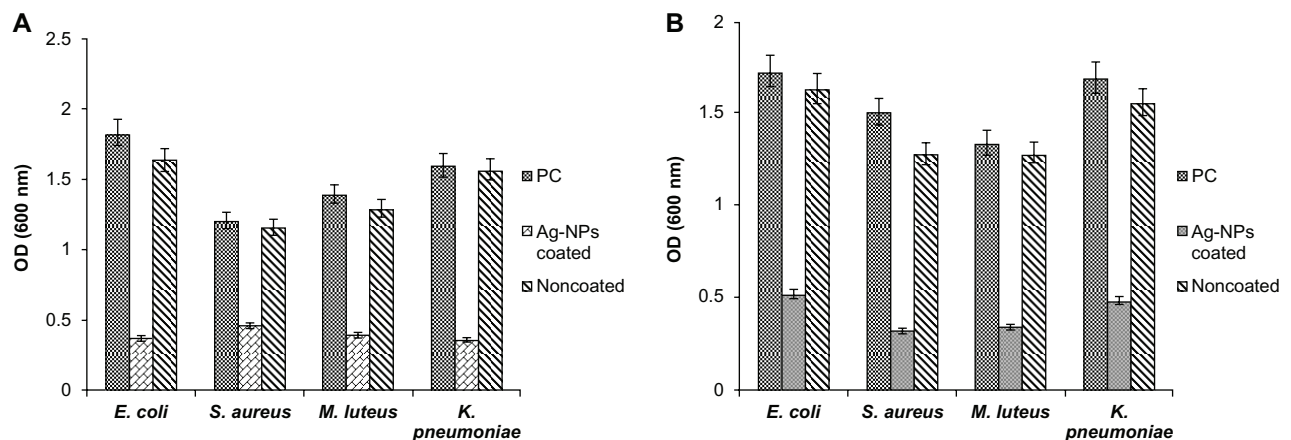 A
OD (600 nm)
2.5
2
1.5
1
0.5
0
E. coli
S. aureus
M. luteus
K.
pneumoniae
PC
Ag-NPs
coated
Noncoated
B
OD (600 nm)
2
1.5
1
0.5
0
E. coli
S. aureus
M. luteus
K.
pneumoniae
PC
Ag-NPs
coated
Noncoated